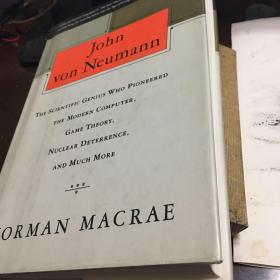 John
von Neumann
The Scientific Genius Who Pioneered
the Modern Computer,
Game Theory,
Nuclear Deterrence,
and Much More
NORMAN MACRAE